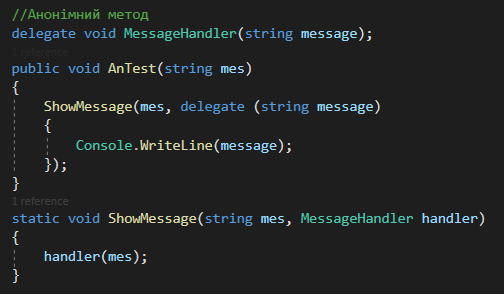 //Анонімний метод
delegate void MessageHandler(string message);
1 reference
public void AnTest(string mes)
{
ShowMessage(mes, delegate (string message)
{
Console.WriteLine(message);
});
}
1 reference
static void ShowMessage(string mes, MessageHandler handler)
{
handler(mes);
}